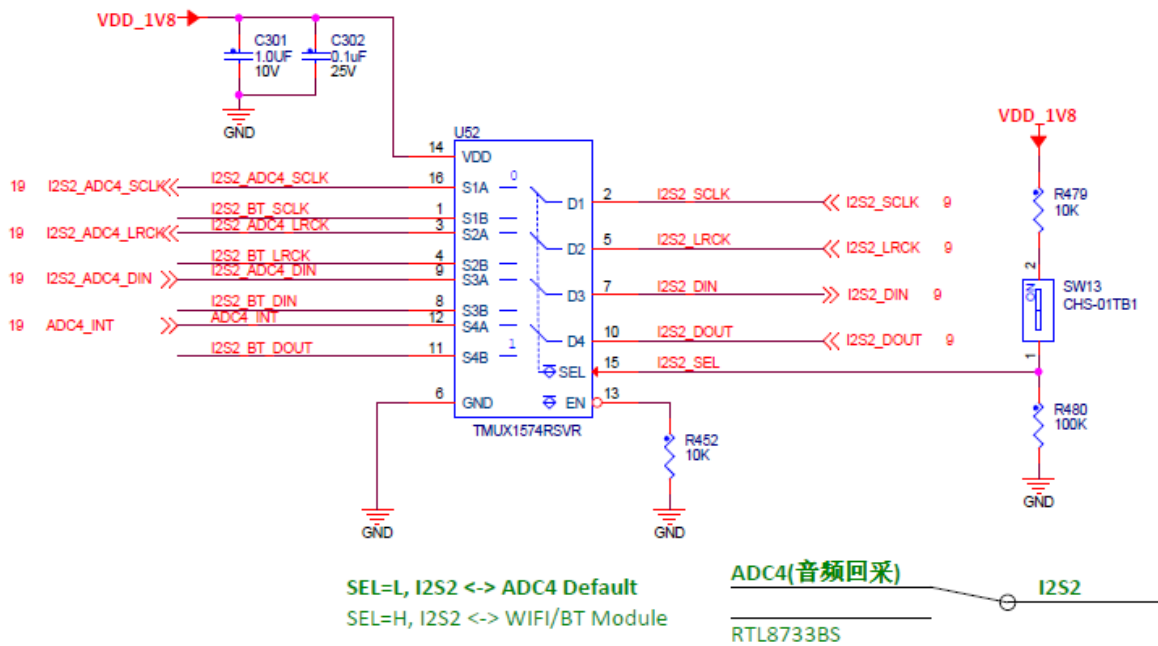 VDD_1V8
C301
1.0UF
10V
C302
0.1uF
25V
GND
U52
14 VDD
19 I2S2_ADC4_SCLK I2S2_ADC4_SCLK 16 S1A 0
I2S2_BT_SCLK 1 S1B
D1 2 I2S2_SCLK I2S2_SCLK 9
19 I2S2_ADC4_LRCK I2S2_ADC4_LRCK 3 S2A
D2 5 I2S2_LRCK I2S2_LRCK 9
I2S2_BT_LRCK 4 S2B
19 I2S2_ADC4_DIN I2S2_ADC4_DIN 9 S3A
D3 7 I2S2_DIN I2S2_DIN 9
I2S2_BT_DIN 8 S3B
19 ADC4_INT ADC4_INT 12 S4A
D4 10 I2S2_DOUT I2S2_DOUT 9
I2S2_BT_DOUT 11 S4B 1
SEL 15 I2S2_SEL
6 GND
EN 13
TMUX1574RSVR
GND
R452
10K
GND
VDD_1V8
R479
10K
2
ON
SW13
CHS-01TB1
1
R480
100K
GND
SEL=L, I2S2 <-> ADC4 Default
SEL=H, I2S2 <-> WIFI/BT Module
ADC4(音频回采)
I2S2
RTL8733BS